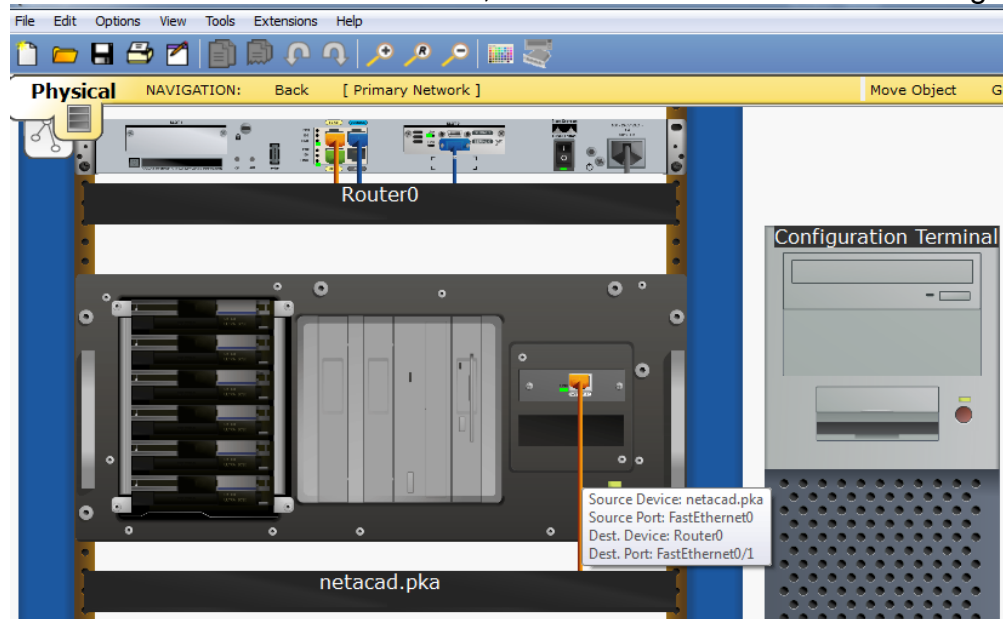 File Edit Options View Tools Extensions Help
Physical NAVIGATION: Back [ Primary Network ] Move Object G
Router0
Configuration Terminal
Source Device: netacad.pka
Source Port: FastEthernet0
Dest. Device: Router0
Dest. Port: FastEthernet0/1
netacad.pka